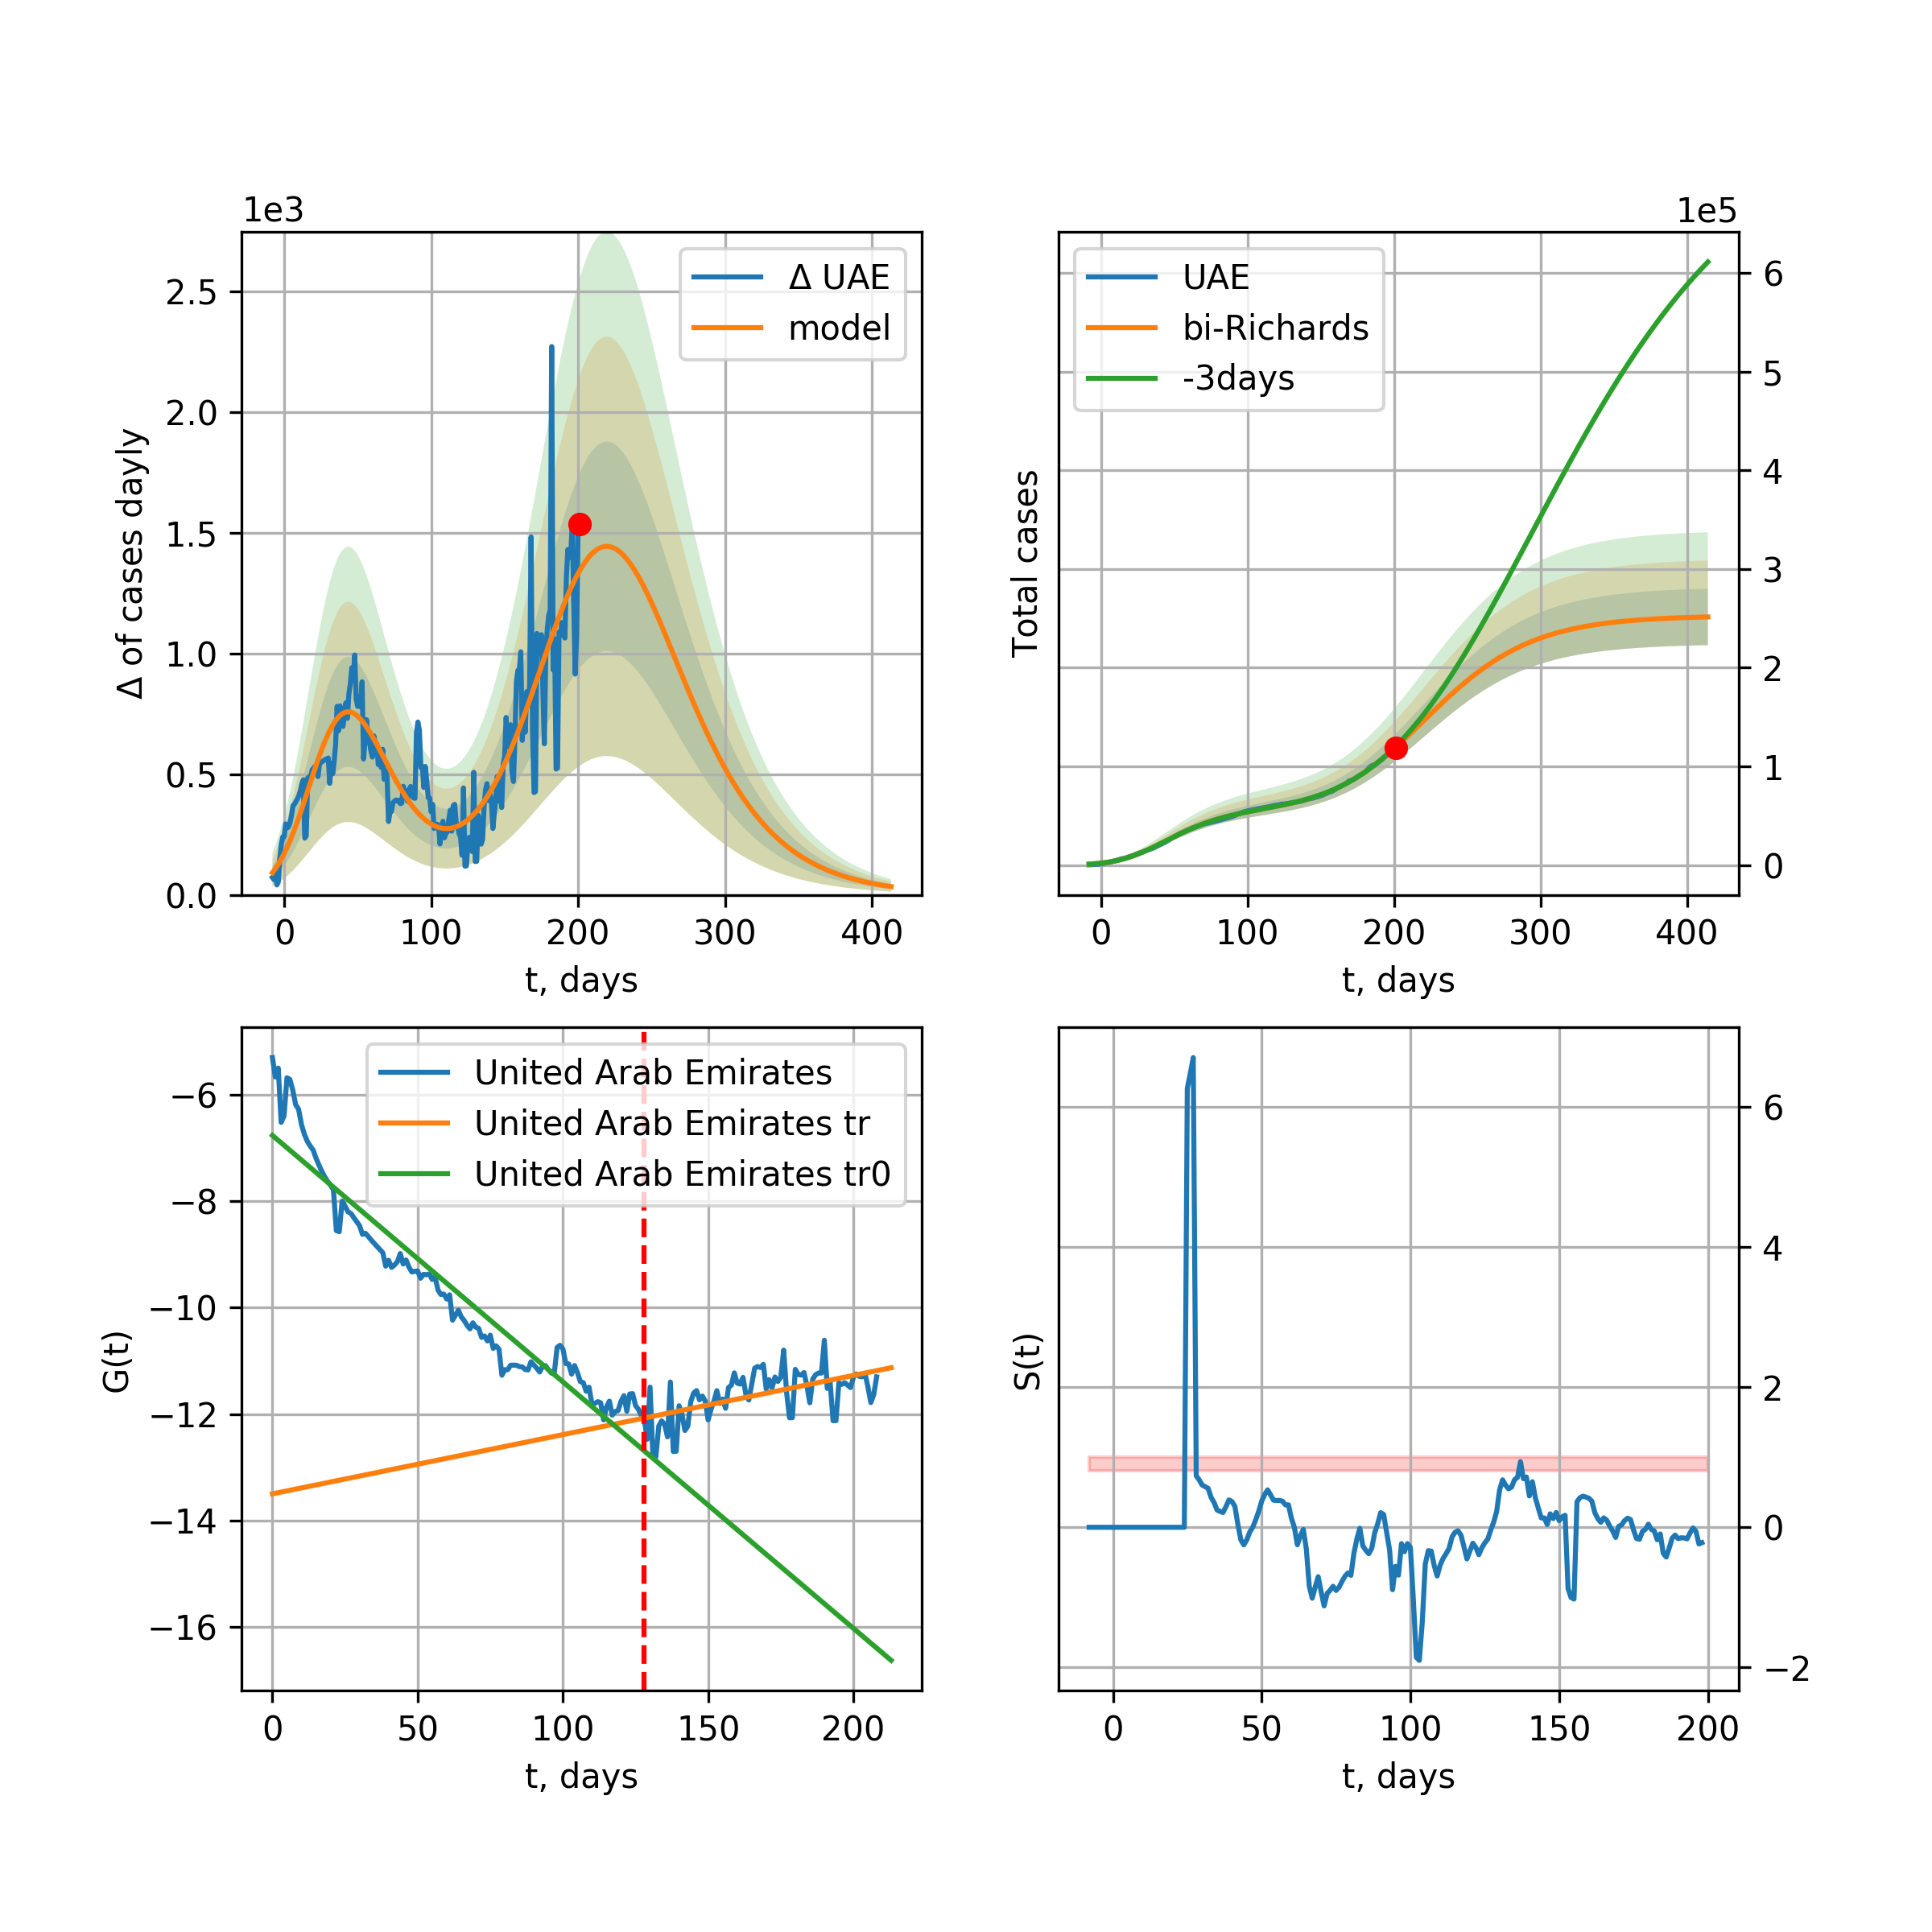 1e3
Δ of cases dayly
2.5
2.0
1.5
1.0
0.5
0.0
Δ UAE
model
0 100 200 300 400
t, days
1e5
Total cases
UAE
bi-Richards
-3days
6
5
4
3
2
1
0
0 100 200 300 400
t, days
G(t)
−6
−8
−10
−12
−14
−16
United Arab Emirates
United Arab Emirates tr
United Arab Emirates tr0
0 50 100 150 200
t, days
S(t)
6
4
2
0
−2
0 50 100 150 200
t, days